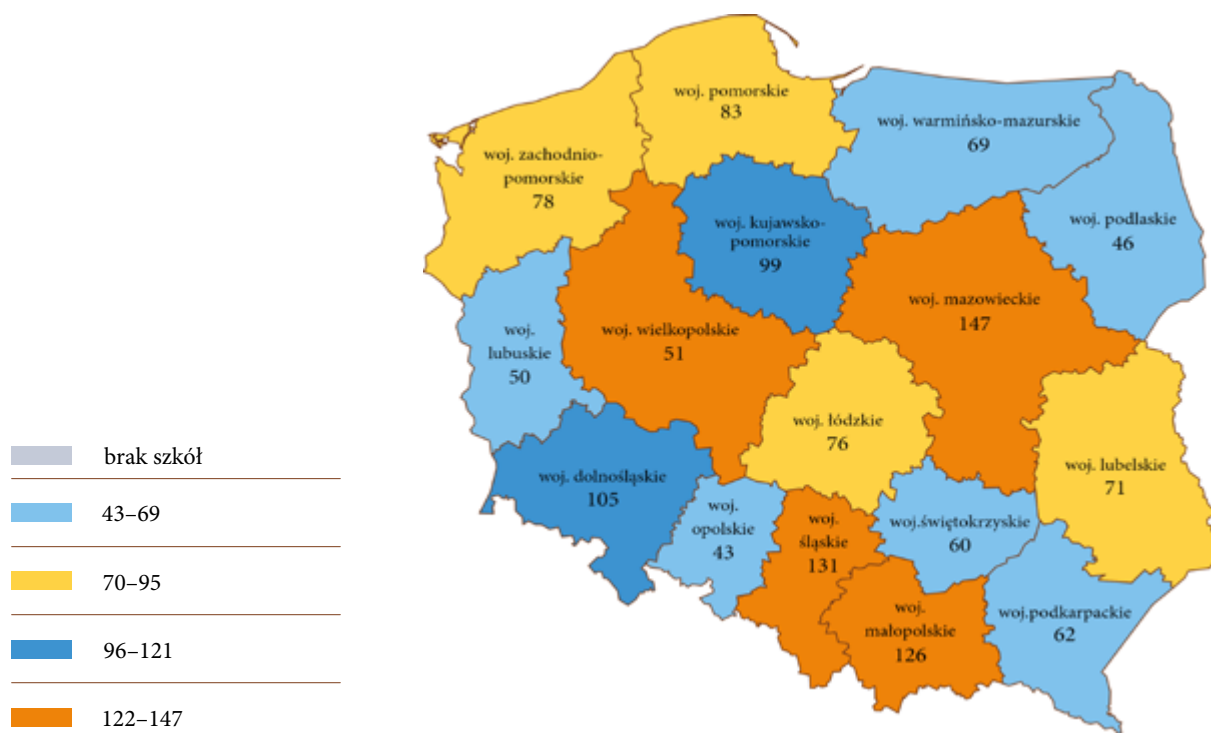 woj. pomorskie
83
woj. warmińsko-mazurskie
69
woj. zachodnio-
pomorskie
78
woj. podlaskie
46
woj. kujawsko-
pomorskie
99
woj. mazowieckie
147
woj. wielkopolskie
51
woj.
lubuskie
50
woj. łódzkie
76
woj. lubelskie
71
woj. dolnośląskie
105
woj.
opolskie
43
woj.
śląskie
131
woj.świętokrzyskie
60
woj.
małopolskie
126
woj.podkarpackie
62
brak szkół
43–69
70–95
96–121
122–147